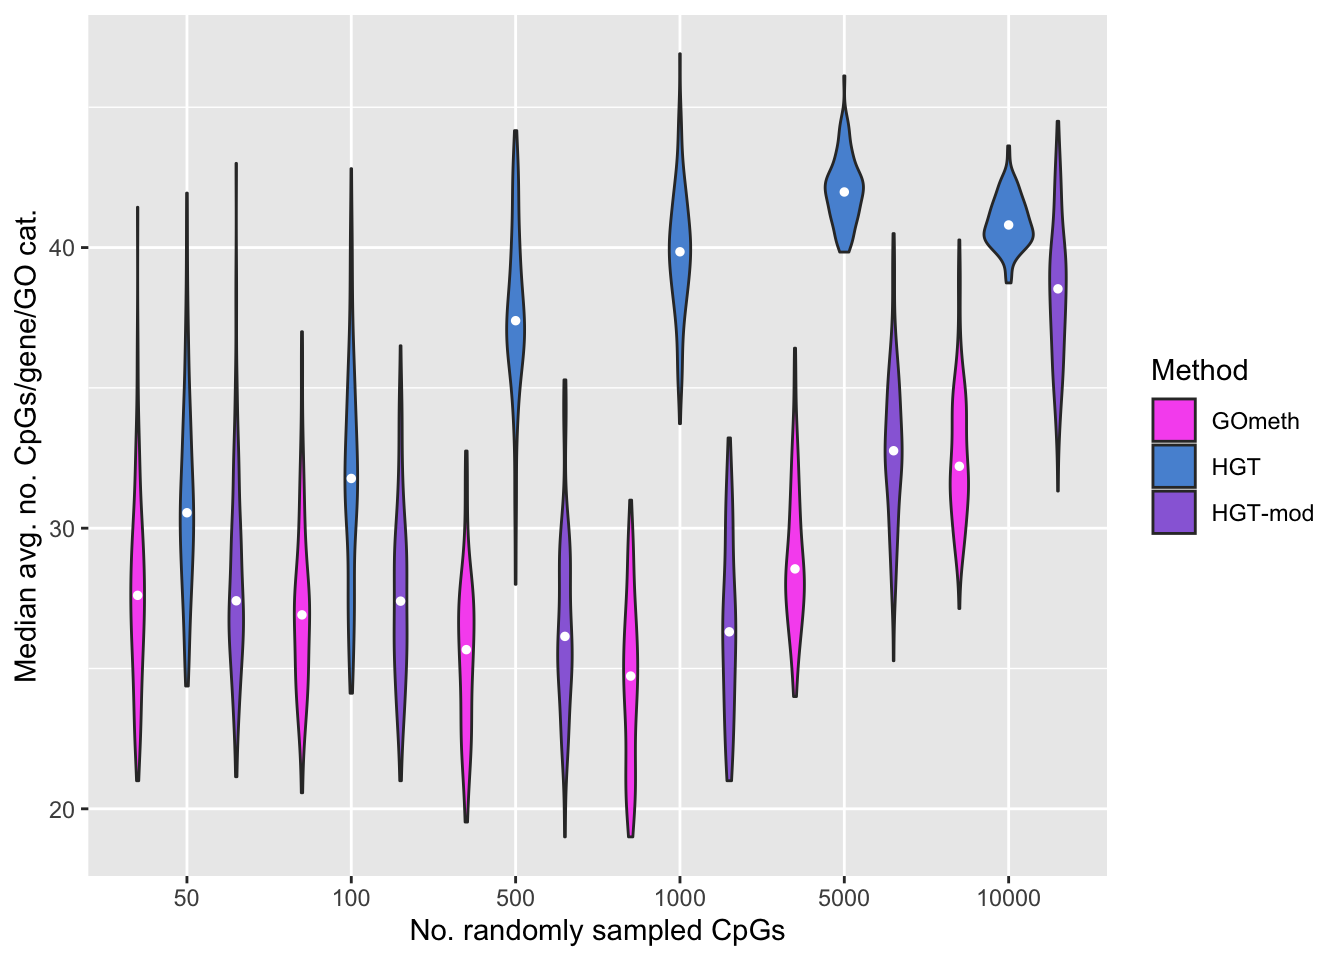 Median avg. no. CpGs/gene/GO cat.
40
30
20
50
100
500
1000
5000
10000
No. randomly sampled CpGs
Method
GOmeth
HGT
HGT-mod